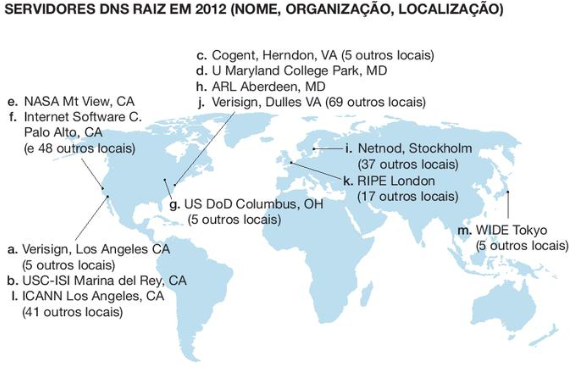 SERVIDORES DNS RAIZ EM 2012 (NOME, ORGANIZAÇÃO, LOCALIZAÇÃO)
c. Cogent, Herndon, VA (5 outros locais)
d. U Maryland College Park, MD
h. ARL Aberdeen, MD
j. Verisign, Dulles VA (69 outros locais)
e. NASA Mt View, CA
f. Internet Software C.
Palo Alto, CA
(e 48 outros locais)
i. Netnod, Stockholm
(37 outros locais)
k. RIPE London
(17 outros locais)
g. US DoD Columbus, OH
(5 outros locais)
m. WIDE Tokyo
(5 outros locais)
a. Verisign, Los Angeles CA
(5 outros locais)
b. USC-ISI Marina del Rey, CA
l. ICANN Los Angeles, CA
(41 outros locais)